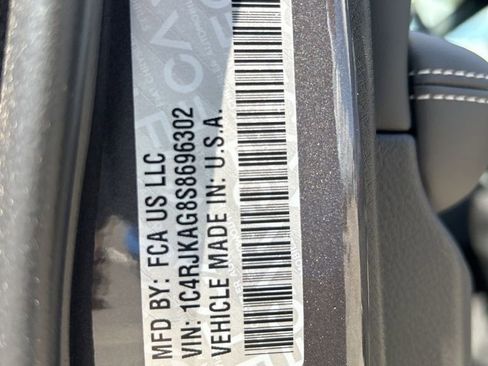 MFD BY: FCA US LLC
VIN: 1C4RJKAG8S8696302
VEHICLE MADE IN: U.S.A.